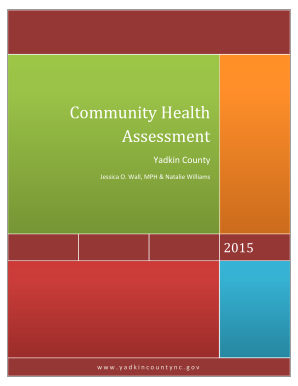 Community Health
Assessment
Yadkin County
Jessica O. Wall, MPH & Natalie Williams
2015
www.yadkincountync.gov